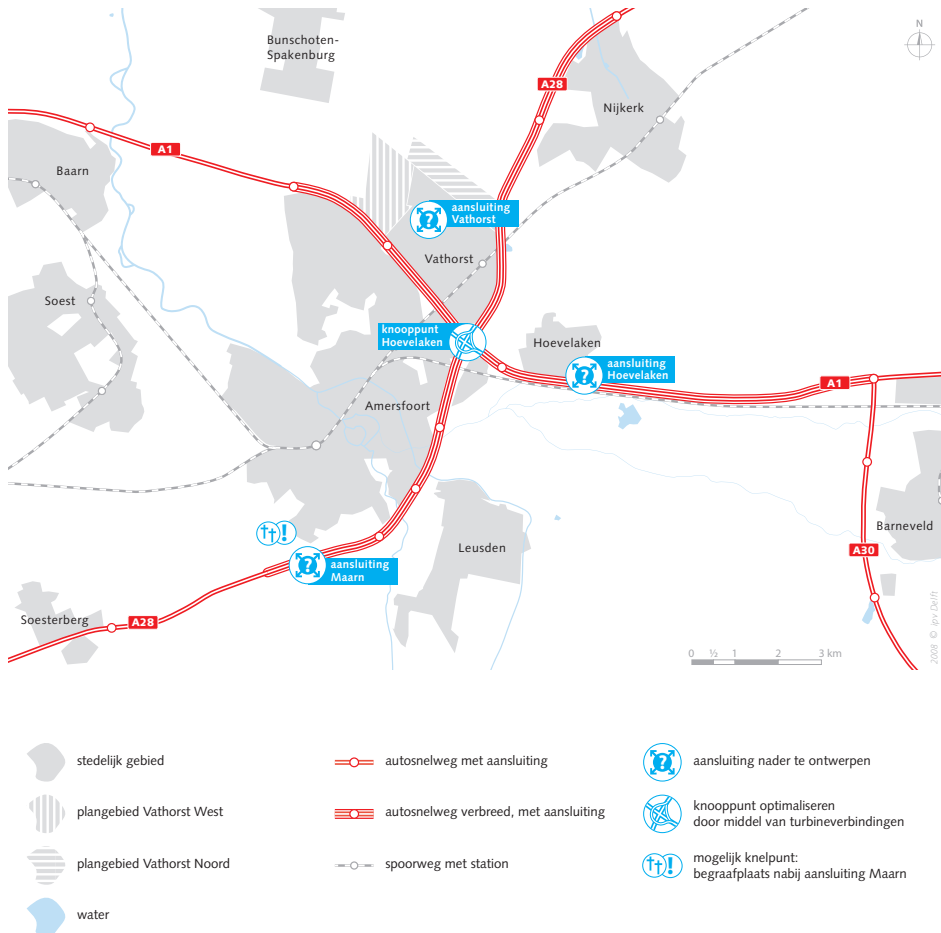 Bunschoten-
Spakenburg
N
A28
Nijkerk
A1
Baarn
aansluiting
Vathorst
Vathorst
Soest
knooppunt
Hoevelaken
Hoevelaken
aansluiting
Hoevelaken
A1
Amersfoort
Barneveld
Leusden
A30
aansluiting
Maarn
Soesterberg
A28
0 ½ 1 2 3 km
2008 © ipv Delft
stedelijk gebied
plangebied Vathorst West
plangebied Vathorst Noord
water
autosnelweg met aansluiting
autosnelweg verbreed, met aansluiting
spoorweg met station
aansluiting nader te ontwerpen
knooppunt optimaliseren
door middel van turbineverbindingen
mogelijk knelpunt:
begraafplaats nabij aansluiting Maarn